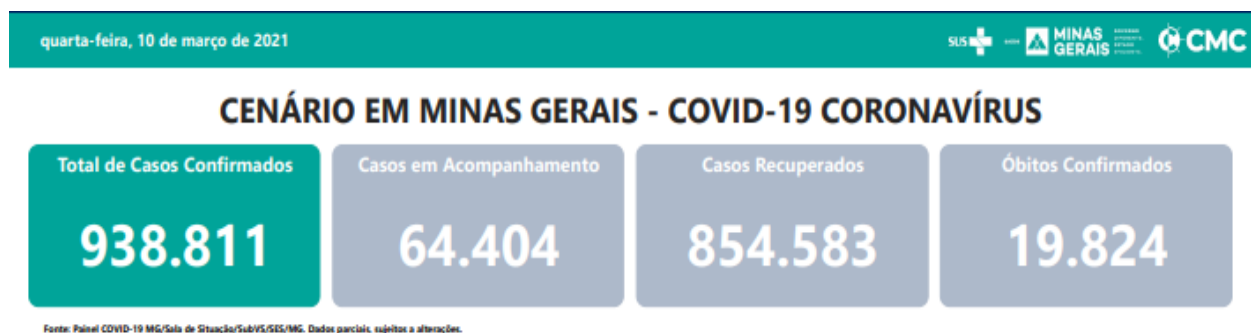 quarta-feira, 10 de março de 2021
SUS
MINAS
GERAIS
CMC
CENÁRIO EM MINAS GERAIS - COVID-19 CORONAVÍRUS
Total de Casos Confirmados
938.811
Casos em Acompanhamento
64.404
Casos Recuperados
854.583
Óbitos Confirmados
19.824
Fonte: Painel COVID-19 MG/Sala de Situação/SubVS/SES/MG. Dados parciais, sujeitos a alterações.